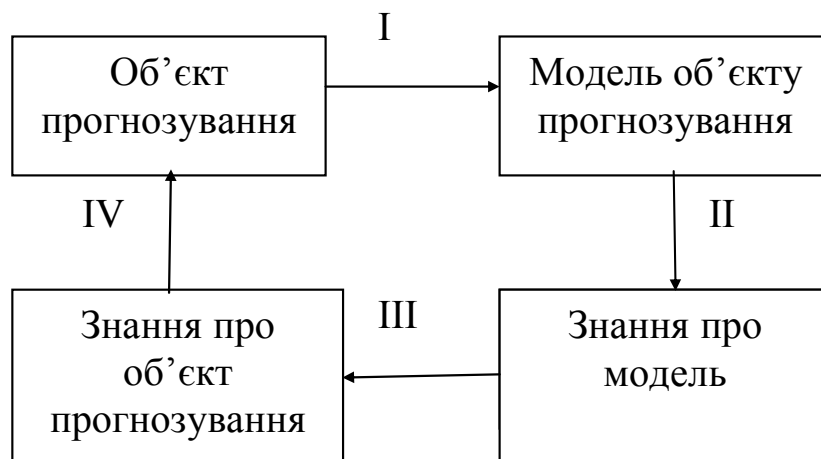 I
Об’єкт
прогнозування
Модель об’єкту
прогнозування
IV
II
Знання про
об’єкт
прогнозування
III
Знання про
модель